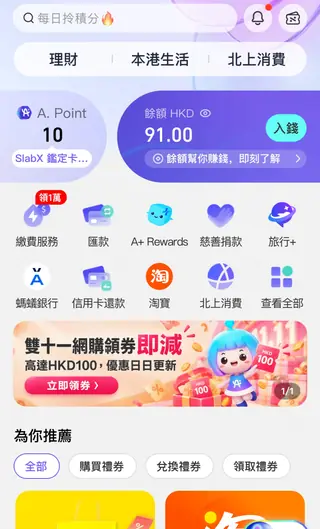 每日拎積分🔥
理財
本港生活
北上消費
A. Point
10
SlabX 鑑定卡...
餘額 HKD
91.00
入錢
餘額幫你賺錢，即刻了解
領1萬
繳費服務
匯款
A+ Rewards
慈善捐款
旅行+
螞蟻銀行
信用卡還款
淘
淘寶
北上消費
查看全部
雙十一網購領券即減
高達HKD100，優惠日日更新
立即領券
100
100
1/1
為你推薦
全部
購買禮券
兌換禮券
領取禮券